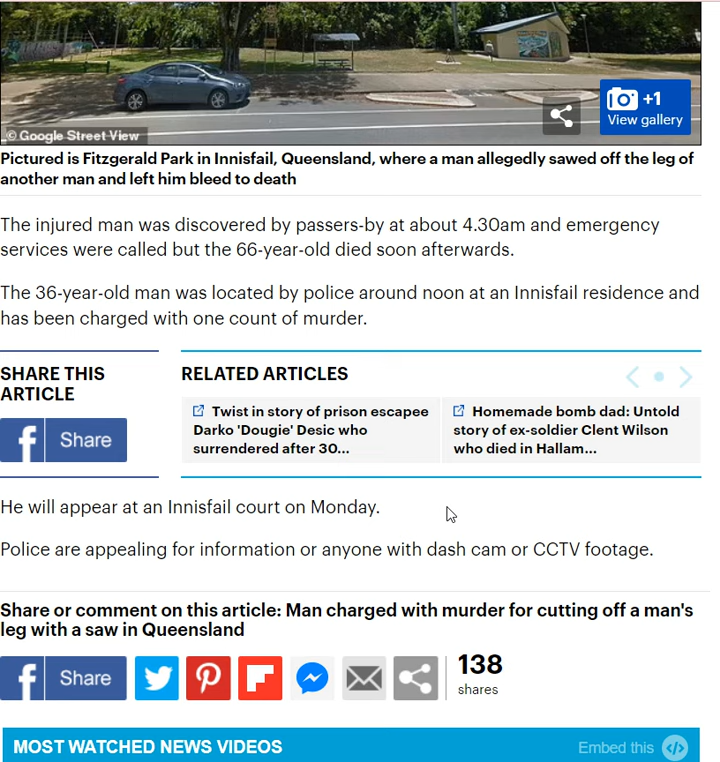 +1
View gallery
© Google Street View
Pictured is Fitzgerald Park in Innisfail, Queensland, where a man allegedly sawed off the leg of
another man and left him bleed to death
The injured man was discovered by passers-by at about 4.30am and emergency
services were called but the 66-year-old died soon afterwards.
The 36-year-old man was located by police around noon at an Innisfail residence and
has been charged with one count of murder.
SHARE THIS
ARTICLE
f Share
RELATED ARTICLES
Twist in story of prison escapee
Darko 'Dougie' Desic who
surrendered after 30...
Homemade bomb dad: Untold
story of ex-soldier Clent Wilson
who died in Hallam...
He will appear at an Innisfail court on Monday.
Police are appealing for information or anyone with dash cam or CCTV footage.
Share or comment on this article: Man charged with murder for cutting off a man's
leg with a saw in Queensland
f Share
138
shares
MOST WATCHED NEWS VIDEOS
Embed this </>